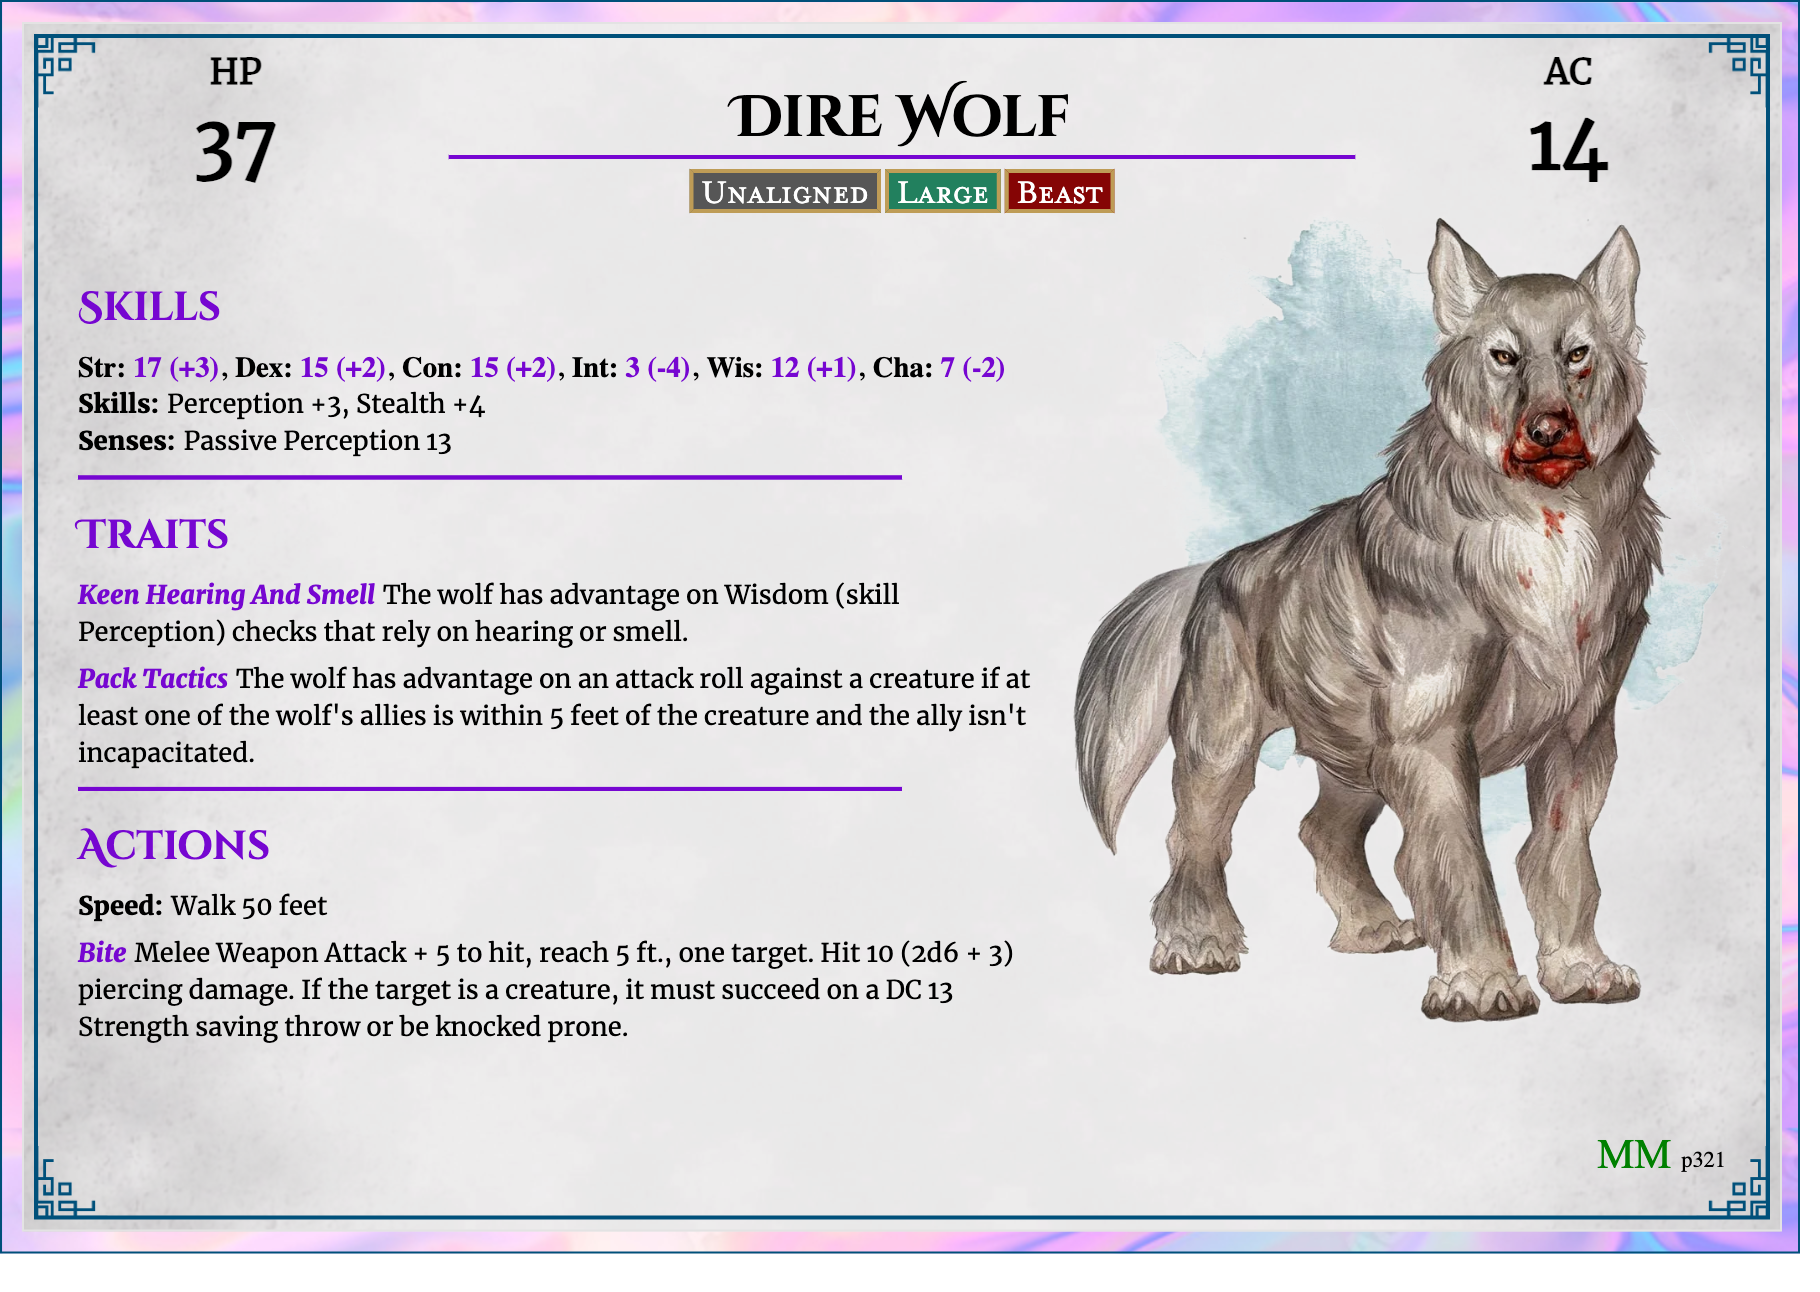 HP
37
DIRE WOLF
AC
14
UNALIGNED LARGE BEAST
SKILLS
Str: 17 (+3), Dex: 15 (+2), Con: 15 (+2), Int: 3 (-4), Wis: 12 (+1), Cha: 7 (-2)
Skills: Perception +3, Stealth +4
Senses: Passive Perception 13
TRAITS
Keen Hearing And Smell The wolf has advantage on Wisdom (skill
Perception) checks that rely on hearing or smell.
Pack Tactics The wolf has advantage on an attack roll against a creature if at
least one of the wolf's allies is within 5 feet of the creature and the ally isn't
incapacitated.
ACTIONS
Speed: Walk 50 feet
Bite Melee Weapon Attack + 5 to hit, reach 5 ft., one target. Hit 10 (2d6 + 3)
piercing damage. If the target is a creature, it must succeed on a DC 13
Strength saving throw or be knocked prone.
MM p321